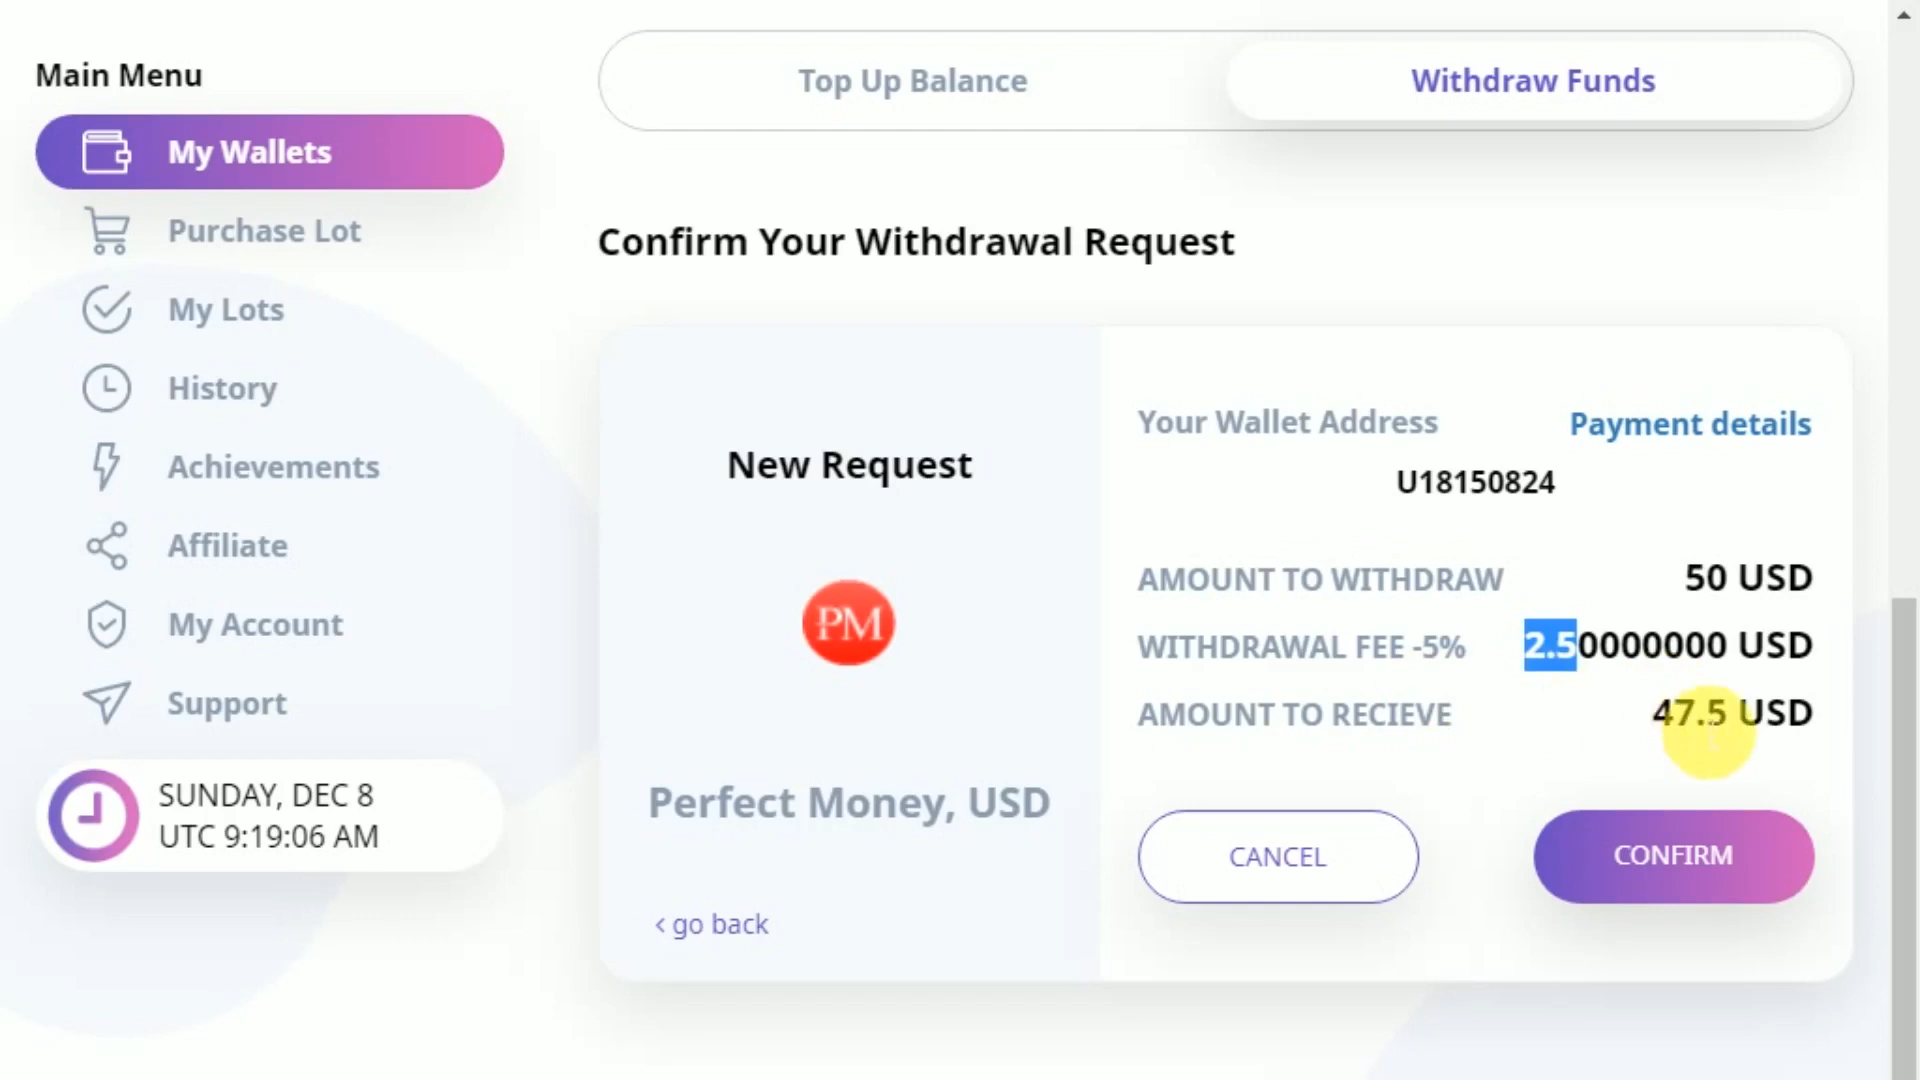 Main Menu
My Wallets
Purchase Lot
My Lots
History
Achievements
Affiliate
My Account
Support
SUNDAY, DEC 8
UTC 9:19:06 AM
Top Up Balance Withdraw Funds
Confirm Your Withdrawal Request
New Request
PM
Perfect Money, USD
< go back
Your Wallet Address Payment details
U18150824
AMOUNT TO WITHDRAW 50 USD
WITHDRAWAL FEE -5% 2.50000000 USD
AMOUNT TO RECIEVE 47.5 USD
CANCEL CONFIRM